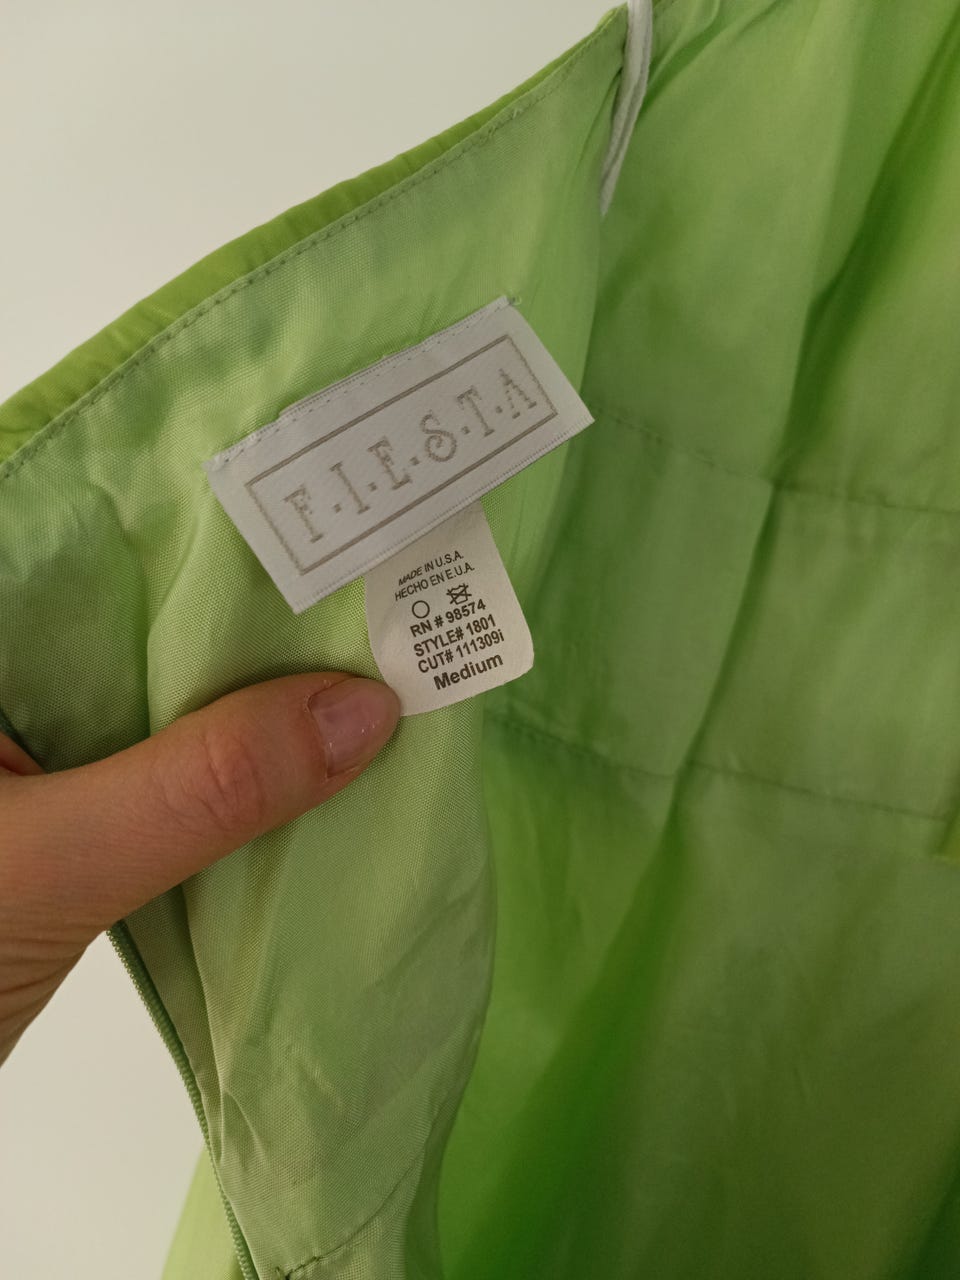 F·I·E·S·T·A
MADE IN U.S.A.
HECHO EN E.U.A.
RN # 98574
STYLE# 1801
CUT# 111309i
Medium